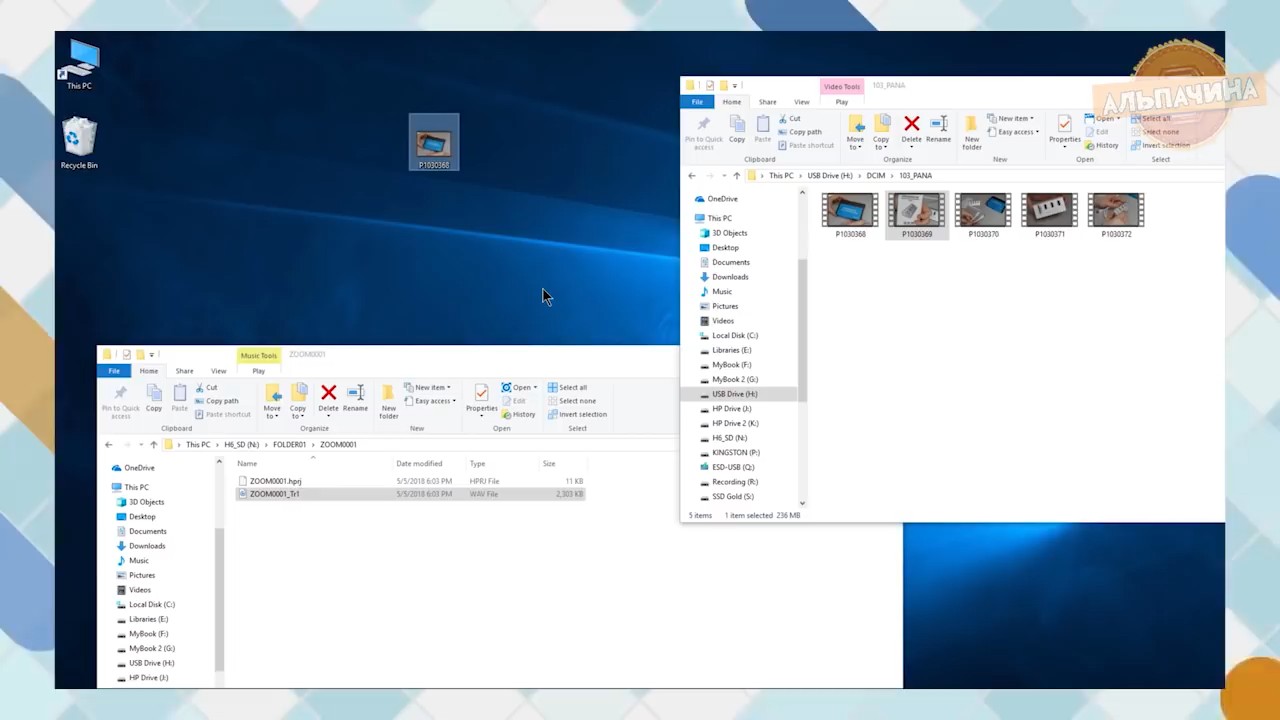 This PC
Recycle Bin
P1030368
АЛЬПАЧИНА
Video Tools 103_PANA
File Home Share View Play
Pin to Quick access
Copy
Paste
Cut
Copy path
Paste shortcut
Move to
Copy to
Delete
Rename
New folder
New item
Easy access
Properties
Open
Edit
History
Select all
Select none
Invert selection
Clipboard Organize New Open Select
This PC USB Drive (H:) DCIM 103_PANA
OneDrive
This PC
3D Objects
Desktop
Documents
Downloads
Music
Pictures
Videos
Local Disk (C:)
Libraries (E:)
MyBook (F:)
MyBook 2 (G:)
USB Drive (H:)
HP Drive (J:)
HP Drive 2 (K:)
H6_SD (N:)
KINGSTON (P:)
ESD-USB (Q:)
Recording (R:)
SSD Gold (S:)
P1030368 P1030369 P1030370 P1030371 P1030372
5 items 1 item selected 236 MB
Music Tools ZOOM0001
File Home Share View Play
Pin to Quick access
Copy
Paste
Cut
Copy path
Paste shortcut
Move to
Copy to
Delete
Rename
New folder
New item
Easy access
Properties
Open
Edit
History
Select all
Select none
Invert selection
Clipboard Organize New Open Select
This PC H6_SD (N:) FOLDER01 ZOOM0001
OneDrive
This PC
3D Objects
Desktop
Documents
Downloads
Music
Pictures
Videos
Local Disk (C:)
Libraries (E:)
MyBook (F:)
MyBook 2 (G:)
USB Drive (H:)
HP Drive (J:)
Name Date modified Type Size
ZOOM0001.hprj 5/5/2018 6:03 PM HPRJ File 11 KB
ZOOM0001_Tr1 5/5/2018 6:03 PM WAV File 2,303 KB